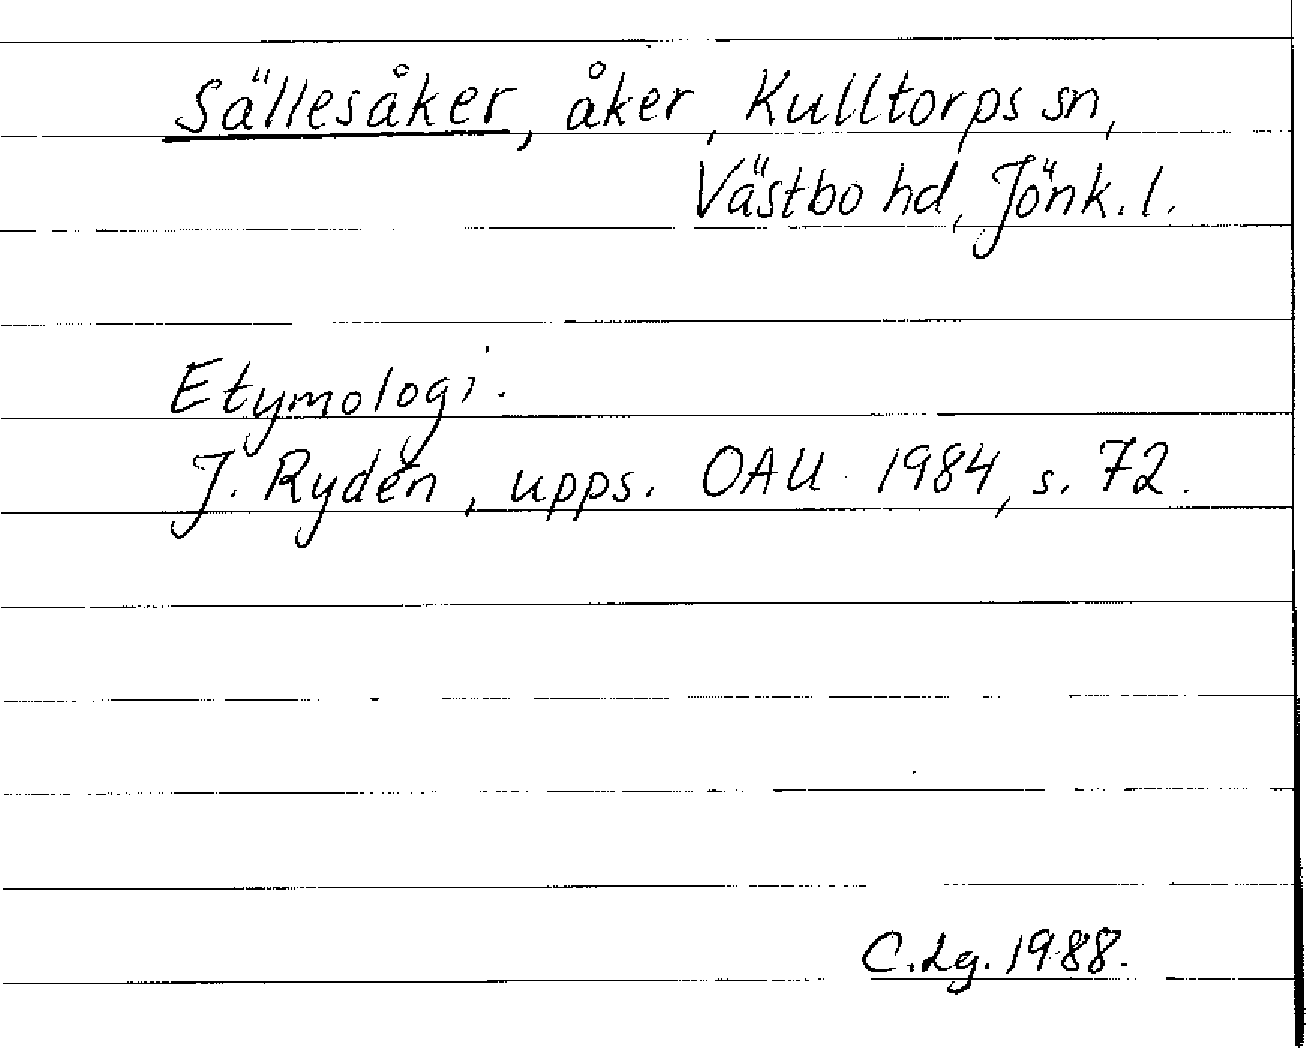 Sällesåker, åker, Kulltorps sn,
Västbo hd, Jönk. l.
Etymologi.
J. Rydén, upps. OAU 1984, s. 72.
C. Lg. 1988.